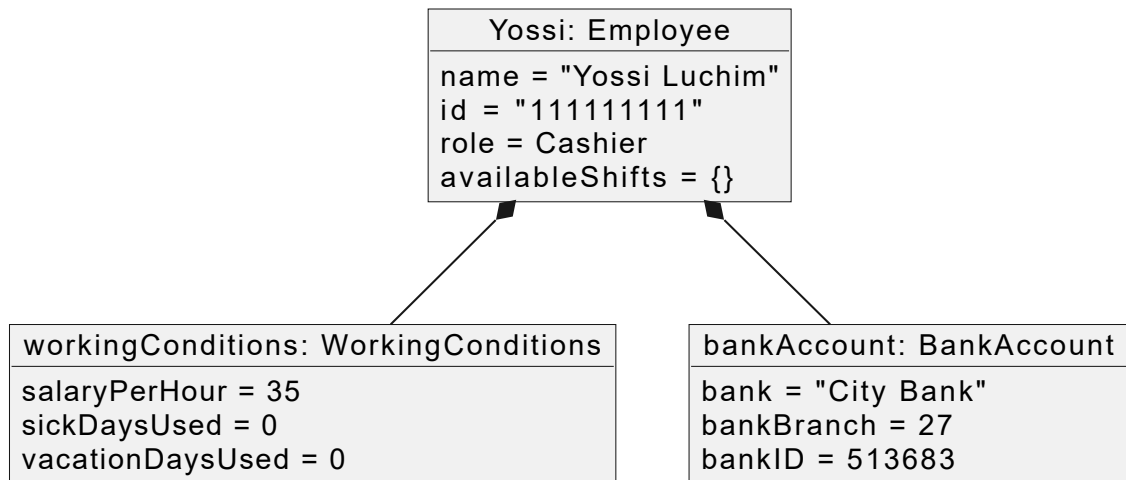 Yossi: Employee
name = "Yossi Luchim"
id = "111111111"
role = Cashier
availableShifts = {}
workingConditions: WorkingConditions
salaryPerHour = 35
sickDaysUsed = 0
vacationDaysUsed = 0
bankAccount: BankAccount
bank = "City Bank"
bankBranch = 27
bankID = 513683